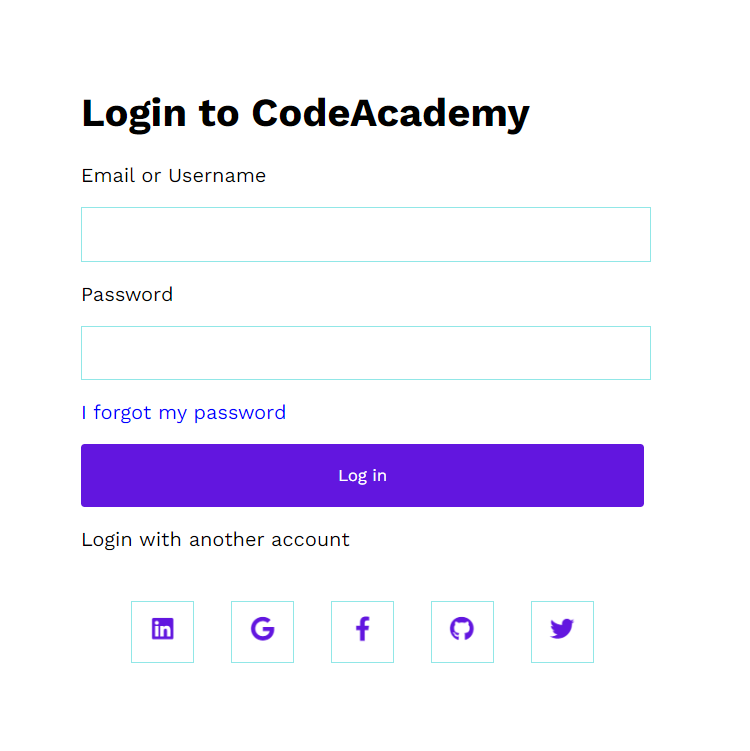 Login to CodeAcademy
Email or Username
Password
I forgot my password
Log in
Login with another account